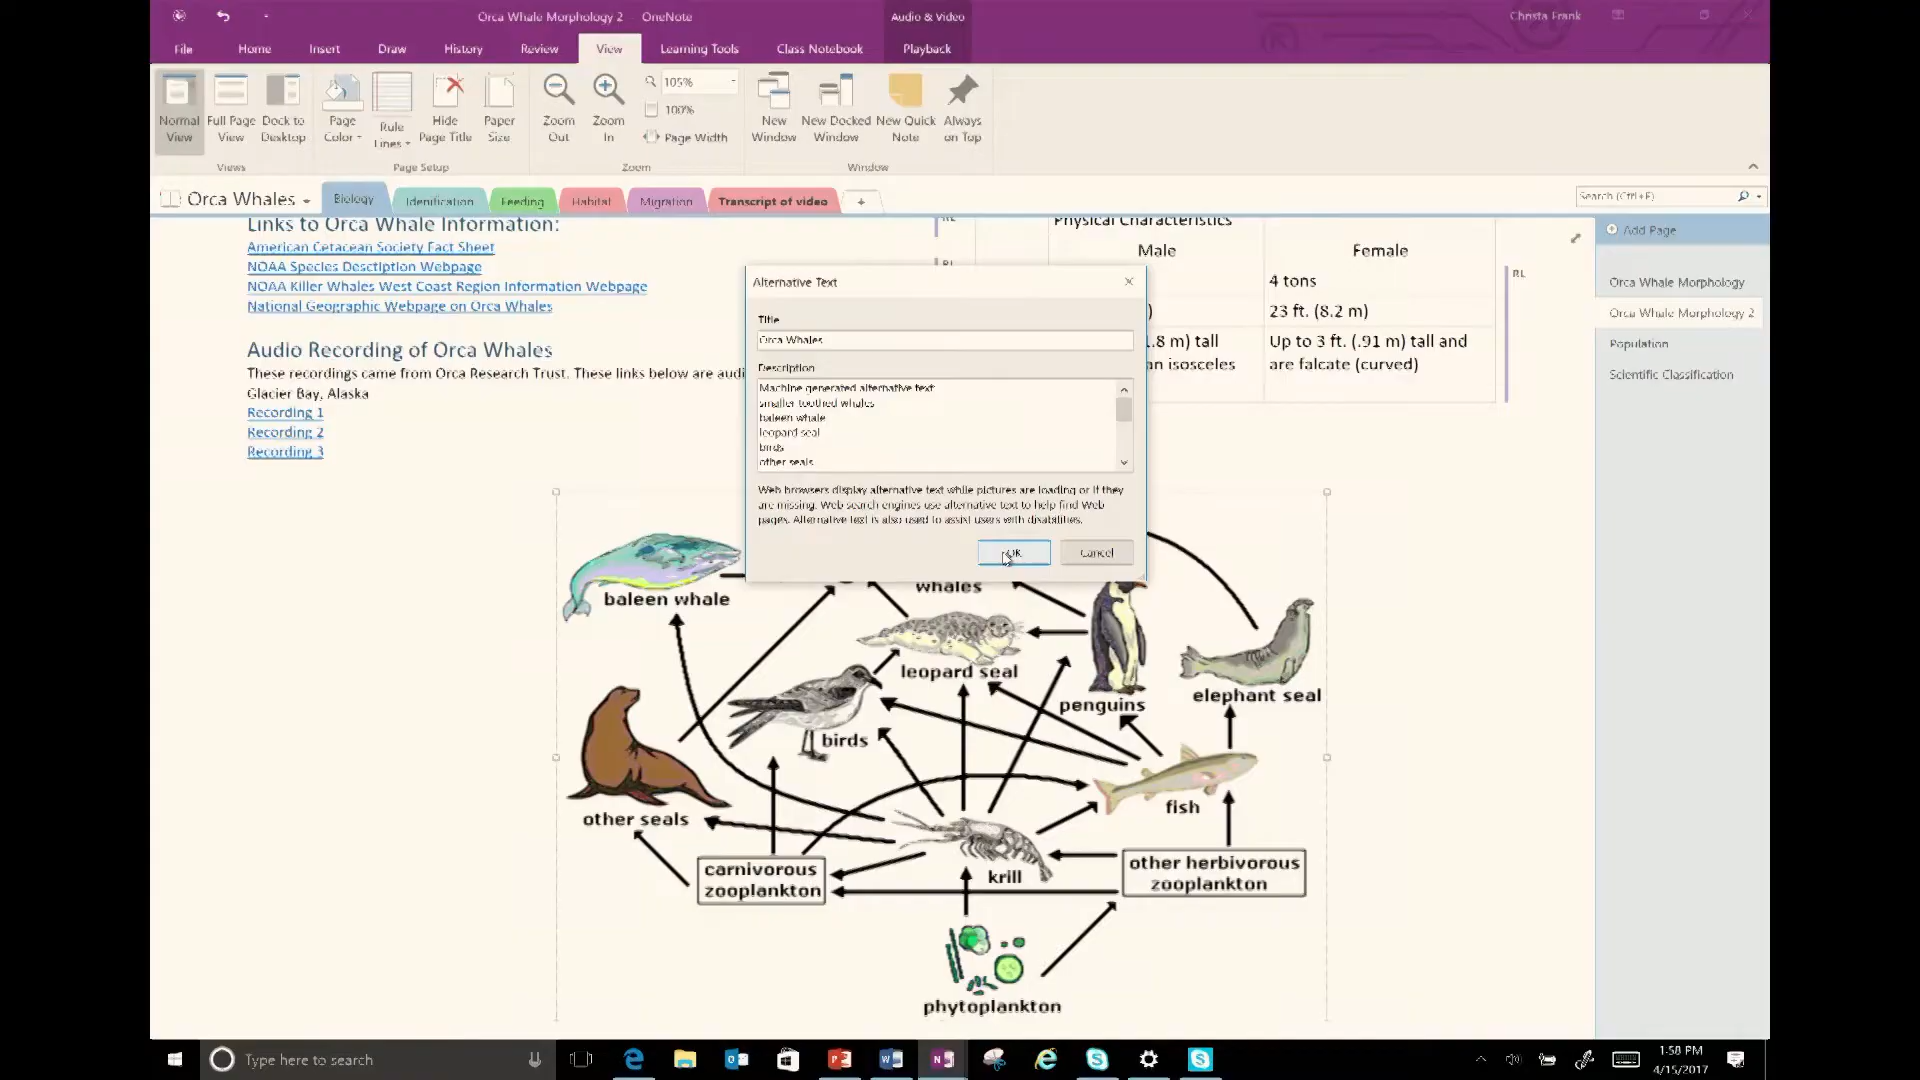 Orca Whale Morphology 2 - OneNote
Audio & Video
Christa Frank
File Home Insert Draw History Review View Learning Tools Class Notebook Playback
Normal View
Full Page View
Dock to Desktop
Page Color
Rule Lines
Hide Page Title
Paper Size
Zoom Out
Zoom In
105%
100%
Page Width
New Window
New Docked Window
New Quick Note
Always on Top
Views Page Setup Zoom Window
Orca Whales Biology Idenification Feeding Habitat Migration Transcript of video +
Search (Ctrl+E)
Links to Orca Whale Information:
American Cetacean Society Fact Sheet
NOAA Species Desctiption Webpage
NOAA Killer Whales West Coast Region Information Webpage
National Geographic Webpage on Orca Whales
Audio Recording of Orca Whales
These recordings came from Orca Research Trust. These links below are audi
Glacier Bay, Alaska
Recording 1
Recording 2
Recording 3
Physical Characteristics
Male Female
4 tons
) 23 ft. (8.2 m)
1.8 m) tall Up to 3 ft. (.91 m) tall and
an isosceles are falcate (curved)
RL
RL
RL
Add Page
Orca Whale Morphology
Orca Whale Morphology 2
Population
Scientific Classification
Alternative Text
Title
Orca Whales
Description
Machine generated alternative text
smaller toothed whales
baleen whale
leopard seal
birds
other seals
Web browsers display alternative text while pictures are loading or if they
are missing. Web search engines use alternative text to help find Web
pages. Alternative text is also used to assist users with disabilities.
OK Cancel
whales
baleen whale
leopard seal
penguins
elephant seal
birds
other seals
fish
carnivorous
zooplankton
krill
other herbivorous
zooplankton
phytoplankton
Type here to search
1:58 PM
4/15/2017